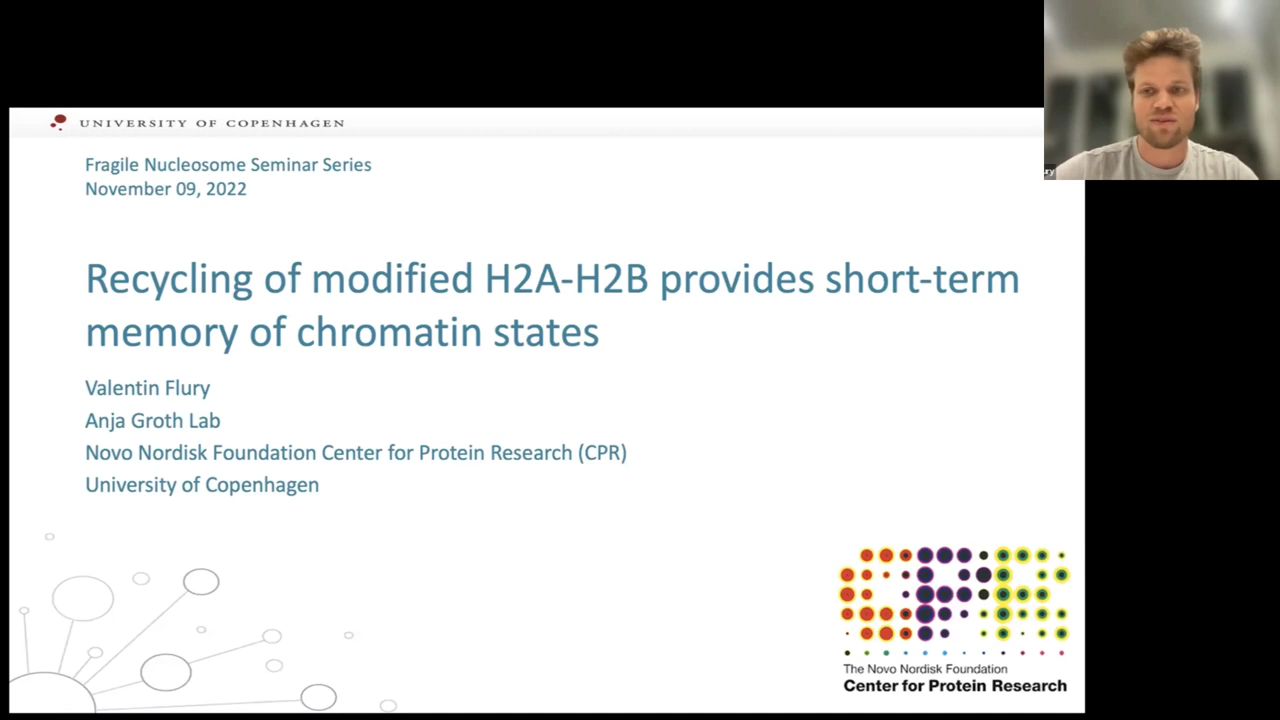 UNIVERSITY OF COPENHAGEN
Fragile Nucleosome Seminar Series
November 09, 2022
Recycling of modified H2A-H2B provides short-term
memory of chromatin states
Valentin Flury
Anja Groth Lab
Novo Nordisk Foundation Center for Protein Research (CPR)
University of Copenhagen
CPR
The Novo Nordisk Foundation
Center for Protein Research